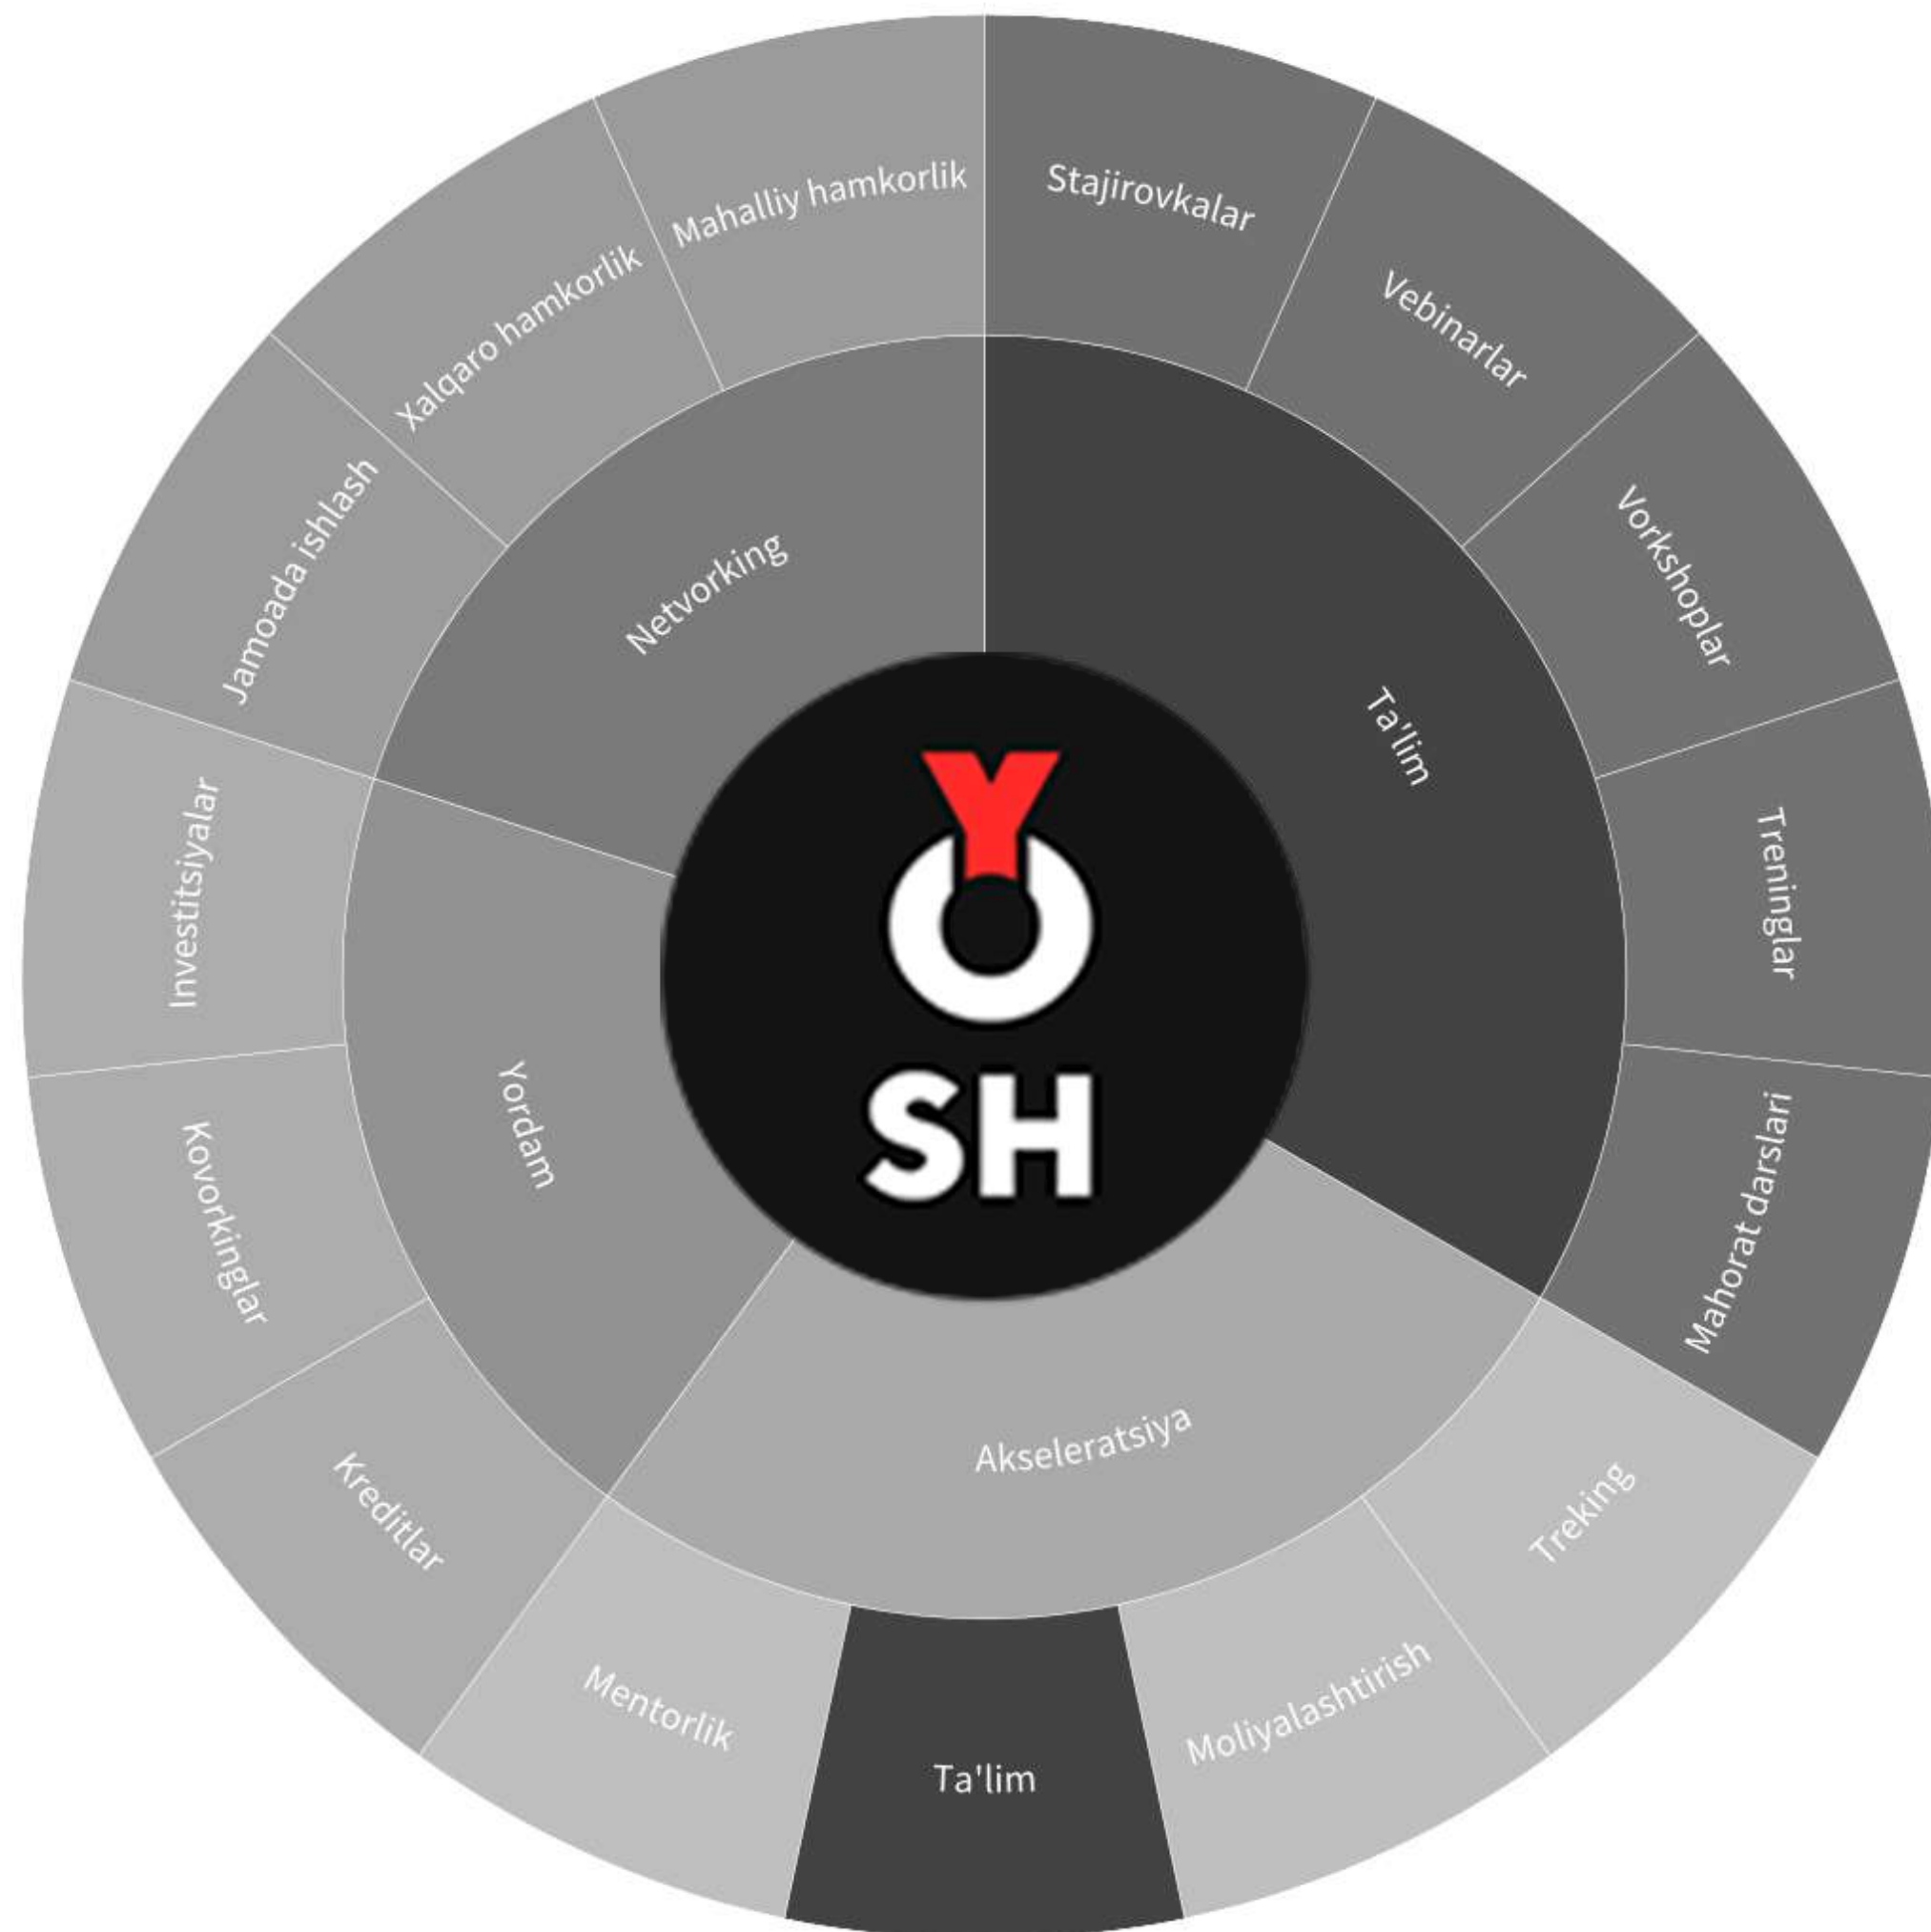 Stajirovkalar
Vebinarlar
Vorkshoplar
Treninglar
Mahorat darslari
Treking
Moliyalashtirish
Ta'lim
Mentorlik
Kreditlar
Kovorkinglar
Investitsiyalar
Jamoada ishlash
Xalqaro hamkorlik
Mahalliy hamkorlik
Ta'lim
Akseleratsiya
Yordam
Netvorking
YO
SH